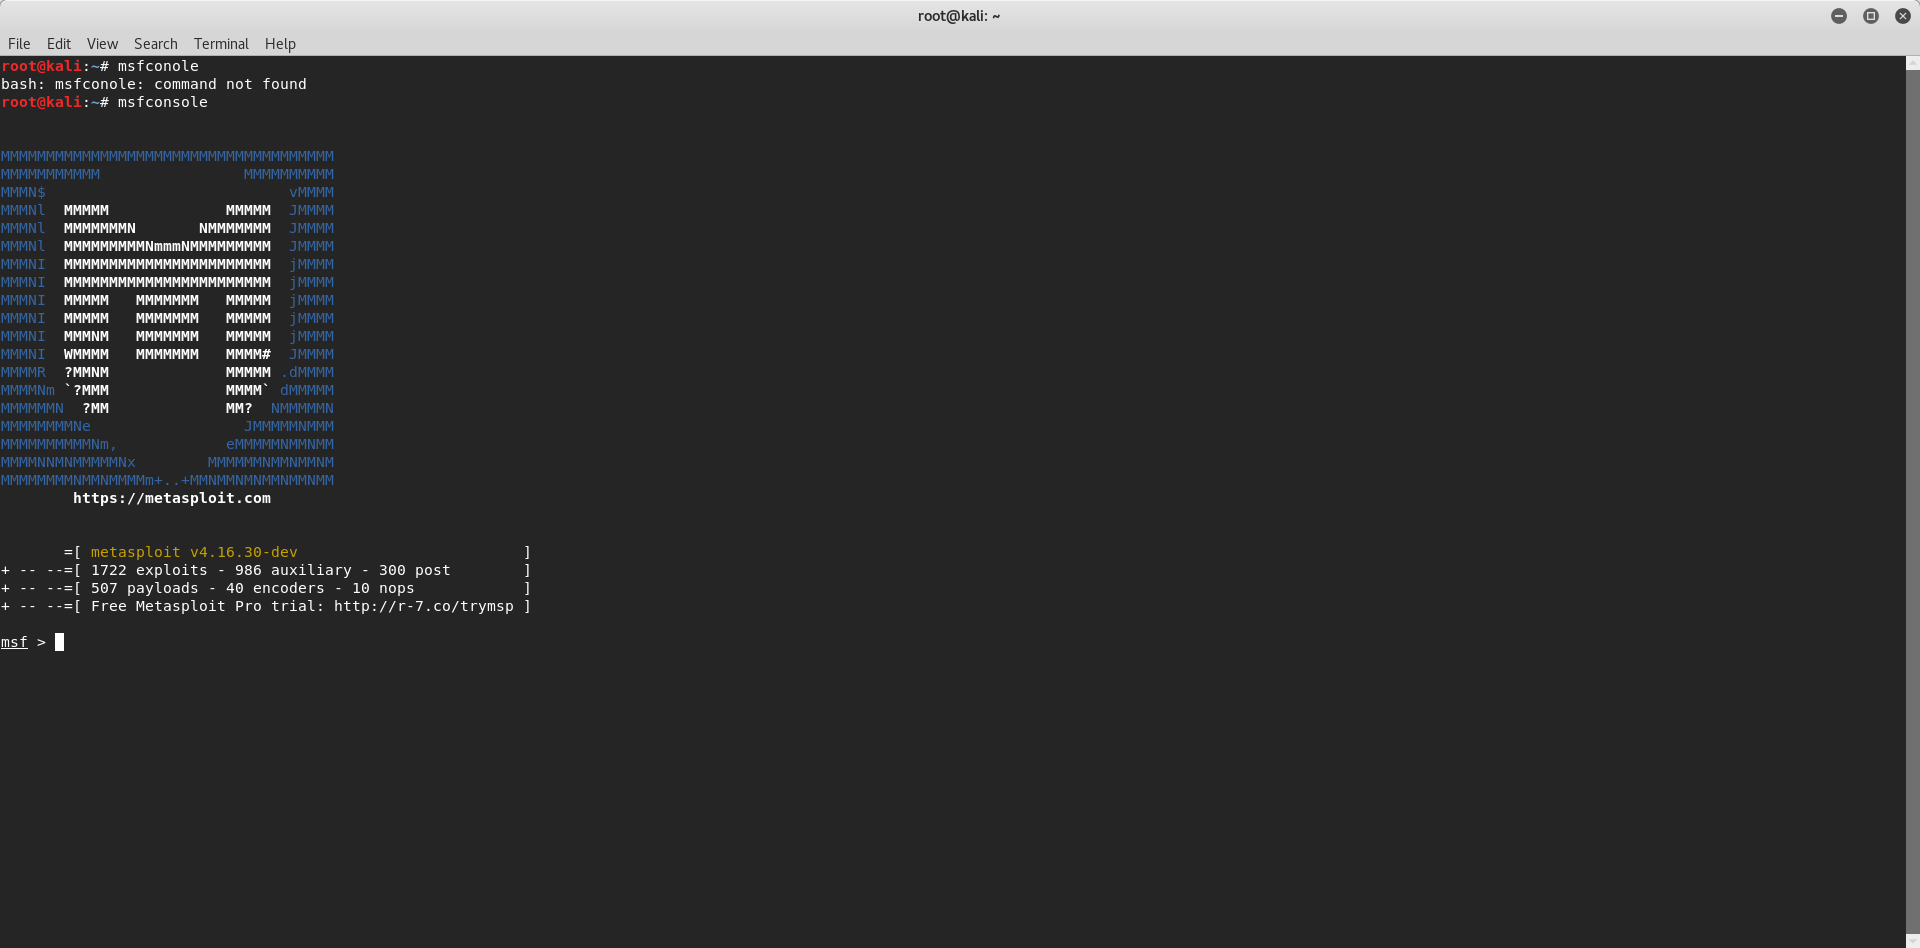 root@kali: ~
File Edit View Search Terminal Help
root@kali:~# msfconole
bash: msfconole: command not found
root@kali:~# msfconsole
MMMMMMMMMMMMMMMMMMMMMMMMMMMMMMMMMMMMM
MMMMMMMMMMM                MMMMMMMMMM
MMMN$                           vMMMM
MMMNl  MMMMM             MMMMM  JMMMM
MMMNl  MMMMMMMN       NMMMMMMM  JMMMM
MMMNl  MMMMMMMMMNmmmNMMMMMMMMM  JMMMM
MMMNI  MMMMMMMMMMMMMMMMMMMMMMM  jMMMM
MMMNI  MMMMMMMMMMMMMMMMMMMMMMM  jMMMM
MMMNI  MMMMM   MMMMMMM   MMMMM  jMMMM
MMMNI  MMMMM   MMMMMMM   MMMMM  jMMMM
MMMNI  MMMNM   MMMMMMM   MMMMM  jMMMM
MMMNI  WMMMM   MMMMMMM   MMMM#  JMMMM
MMMMR  ?MMNM             MMMMM .dMMMM
MMMMNm `?MMM             MMMM` dMMMMM
MMMMMMN  ?MM             MM?  NMMMMMN
MMMMMMMMNe                 JMMMMMNMMM
MMMMMMMMMMNm,            eMMMMMNMMNMM
MMMMNNMNMMMMMNx        MMMMMMNMMNMMNM
MMMMMMMMNMMNMMMMm+..+MMNMMNMNMMNMMNMM
https://metasploit.com
=[ metasploit v4.16.30-dev ]
+ -- --=[ 1722 exploits - 986 auxiliary - 300 post ]
+ -- --=[ 507 payloads - 40 encoders - 10 nops ]
+ -- --=[ Free Metasploit Pro trial: http://r-7.co/trymsp ]
msf >